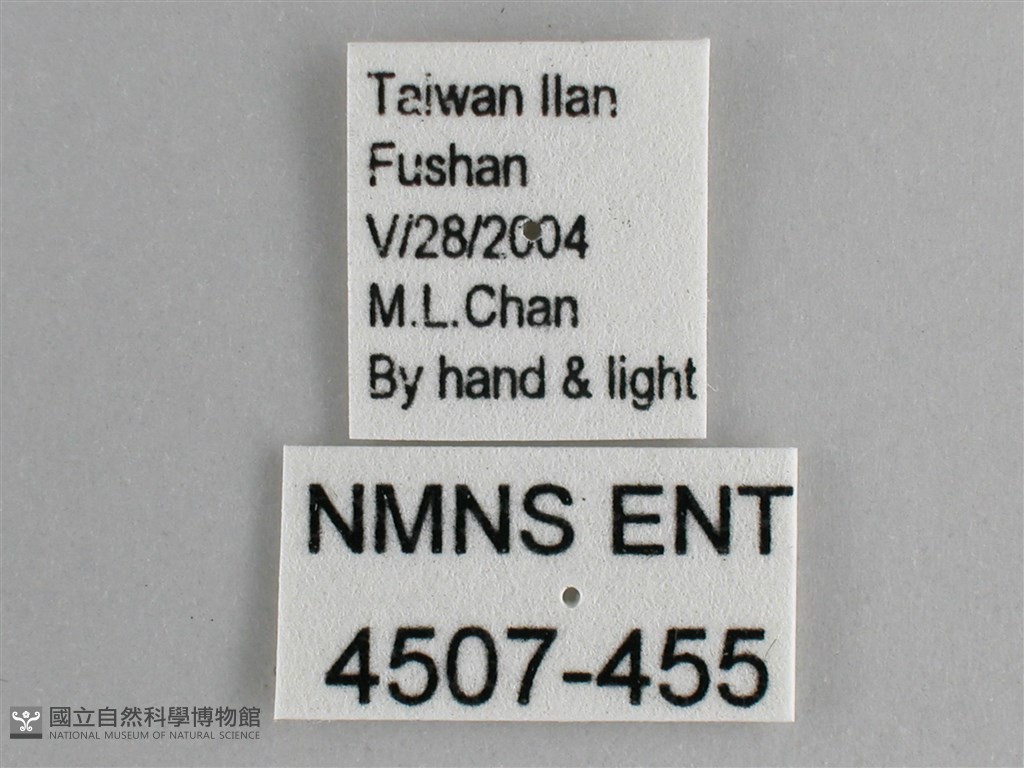 Taiwan Ilan
Fushan
V/28/2004
M.L.Chan
By hand & light
NMNS ENT
4507-455
國立自然科學博物館
NATIONAL MUSEUM OF NATURAL SCIENCE